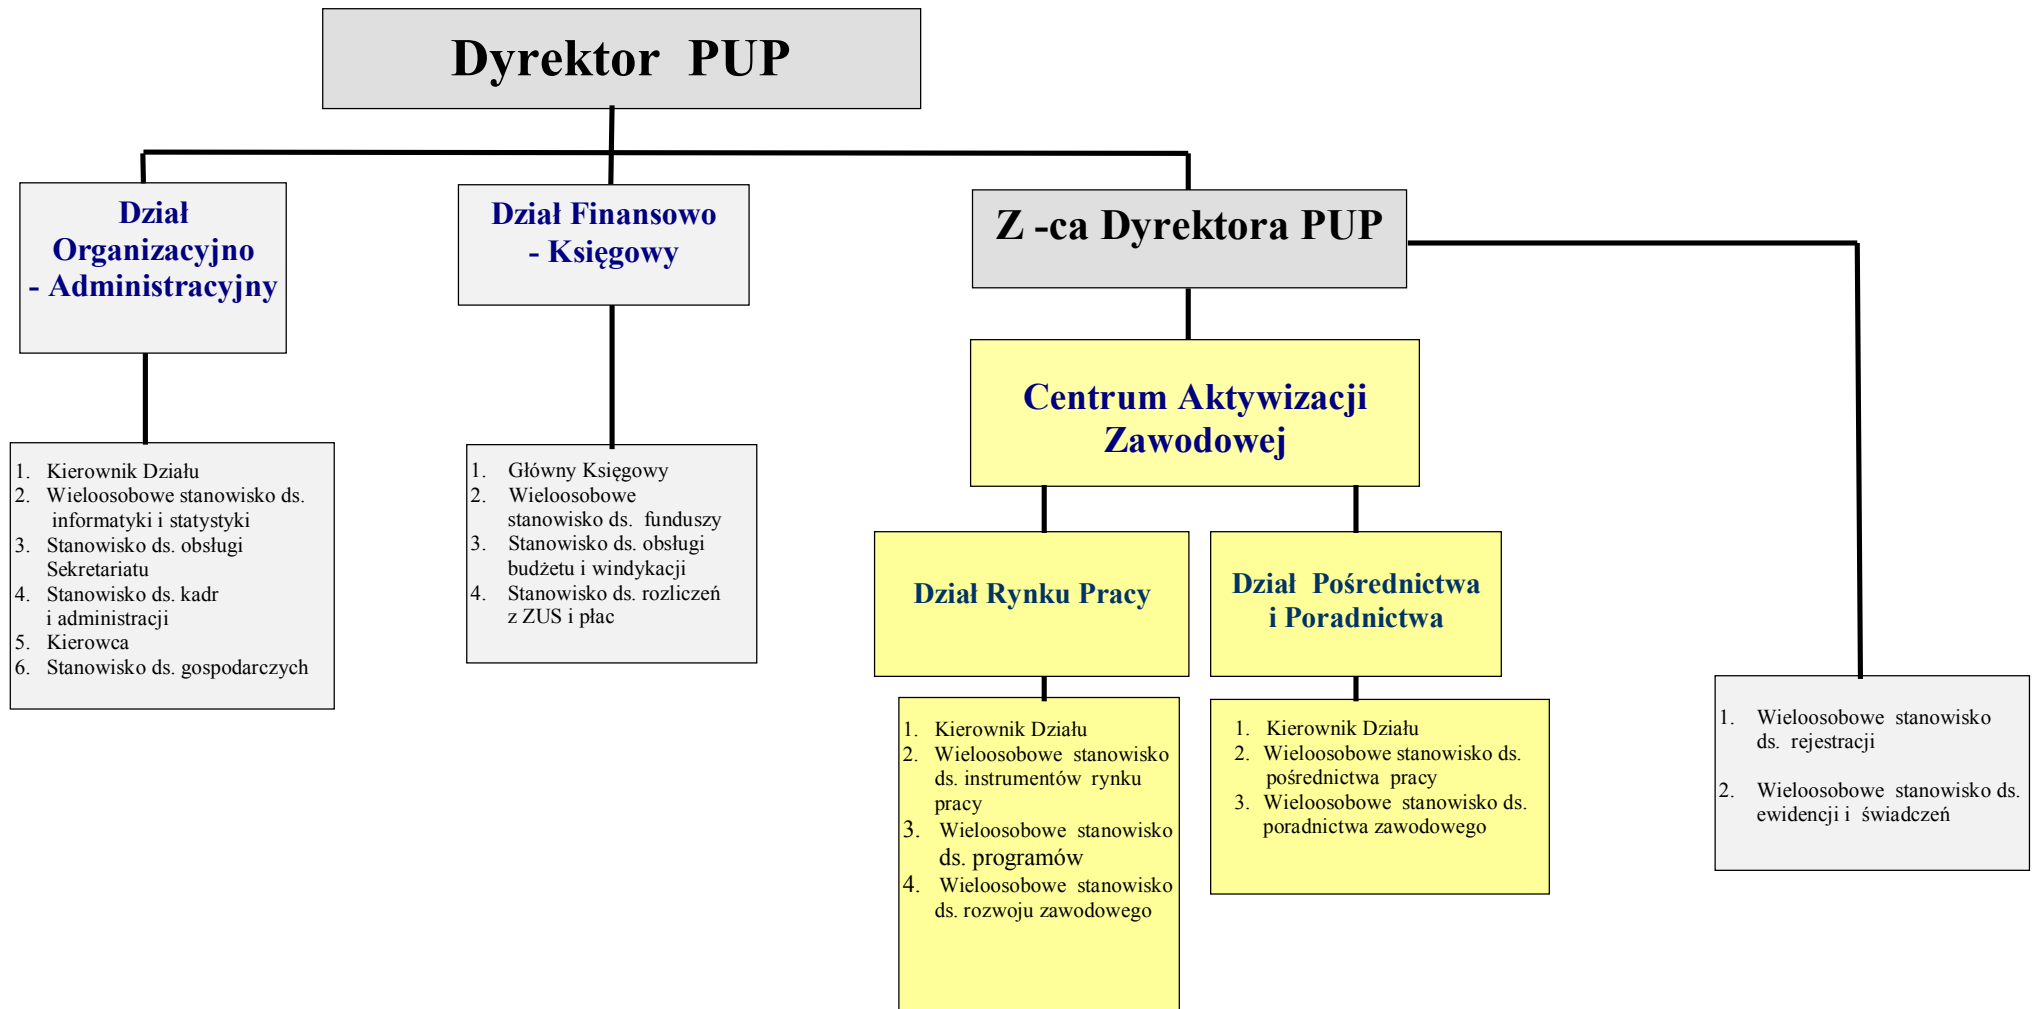 Dyrektor PUP
Dział
Organizacyjno
- Administracyjny
Dział Finansowo
- Księgowy
Z -ca Dyrektora PUP
Centrum Aktywizacji
Zawodowej
1. Kierownik Działu
2. Wieloosobowe stanowisko ds.
informatyki i statystyki
3. Stanowisko ds. obsługi
Sekretariatu
4. Stanowisko ds. kadr
i administracji
5. Kierowca
6. Stanowisko ds. gospodarczych
1. Główny Księgowy
2. Wieloosobowe
stanowisko ds. funduszy
3. Stanowisko ds. obsługi
budżetu i windykacji
4. Stanowisko ds. rozliczeń
z ZUS i płac
Dział Rynku Pracy
Dział Pośrednictwa
i Poradnictwa
1. Kierownik Działu
2. Wieloosobowe stanowisko
ds. instrumentów rynku
pracy
3. Wieloosobowe stanowisko
ds. programów
4. Wieloosobowe stanowisko
ds. rozwoju zawodowego
1. Kierownik Działu
2. Wieloosobowe stanowisko ds.
pośrednictwa pracy
3. Wieloosobowe stanowisko ds.
poradnictwa zawodowego
1. Wieloosobowe stanowisko
ds. rejestracji
2. Wieloosobowe stanowisko ds.
ewidencji i świadczeń